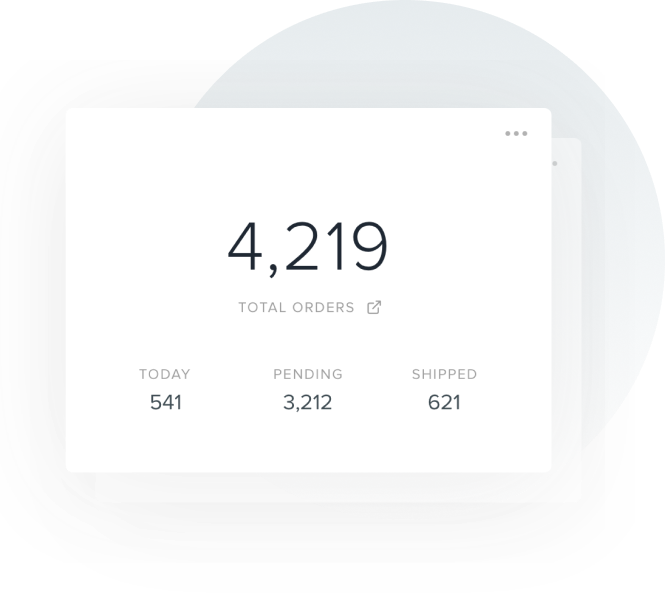 4,219
TOTAL ORDERS
TODAY PENDING SHIPPED
541 3,212 621